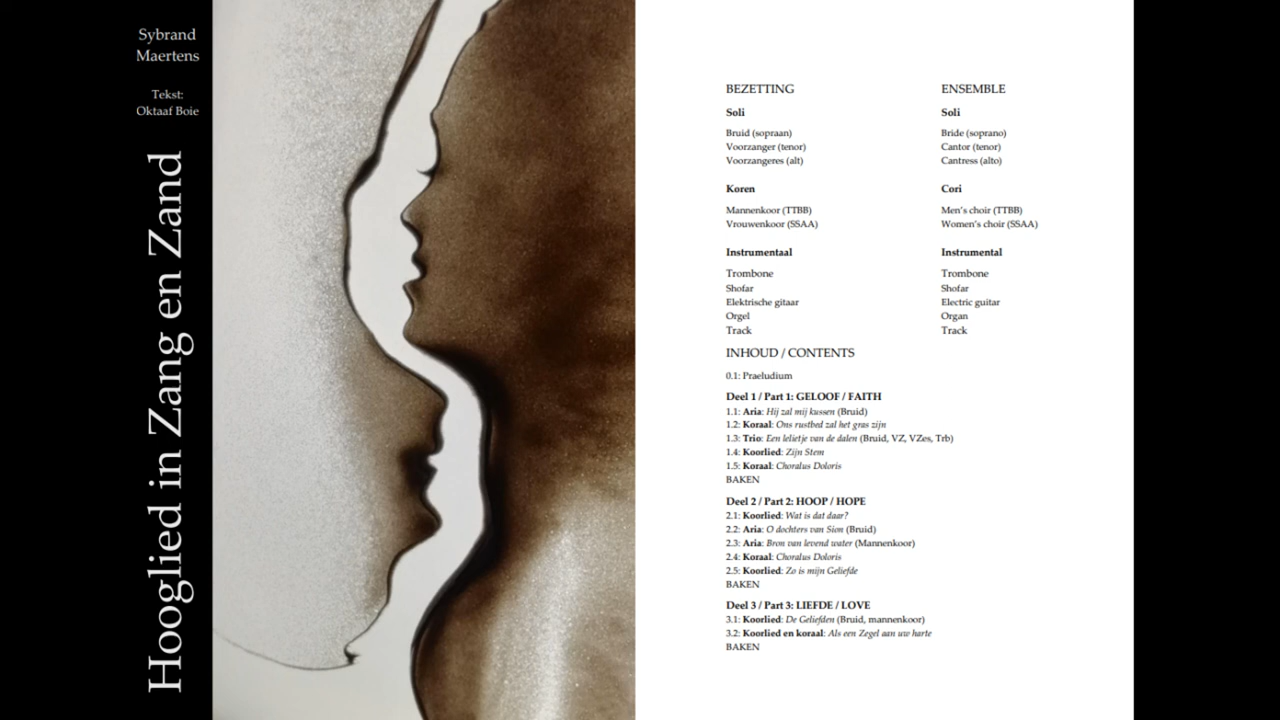 Sybrand
Maertens
Tekst:
Oktaaf Boie
Hooglied in Zang en Zand
BEZETTING
Soli
Bruid (sopraan)
Voorzanger (tenor)
Voorzangeres (alt)
Koren
Mannenkoor (TTBB)
Vrouwenkoor (SSAA)
Instrumentaal
Trombone
Shofar
Elektrische gitaar
Orgel
Track
ENSEMBLE
Soli
Bride (soprano)
Cantor (tenor)
Cantress (alto)
Cori
Men's choir (TTBB)
Women's choir (SSAA)
Instrumental
Trombone
Shofar
Electric guitar
Organ
Track
INHOUD / CONTENTS
0.1: Praeludium
Deel 1 / Part 1: GELOOF / FAITH
1.1: Aria: Hij zal mij kussen (Bruid)
1.2: Koraal: Ons rustbed zal het gras zijn
1.3: Trio: Een lelietje van de dalen (Bruid, VZ, VZes, Trb)
1.4: Koorlied: Zijn Stem
1.5: Koraal: Choralus Doloris
BAKEN
Deel 2 / Part 2: HOOP / HOPE
2.1: Koorlied: Wat is dat daar?
2.2: Aria: O dochters van Sion (Bruid)
2.3: Aria: Bron van levend water (Mannenkoor)
2.4: Koraal: Choralus Doloris
2.5: Koorlied: Zo is mijn Geliefde
BAKEN
Deel 3 / Part 3: LIEFDE / LOVE
3.1: Koorlied: De Geliefden (Bruid, mannenkoor)
3.2: Koorlied en koraal: Als een Zegel aan uw harte
BAKEN